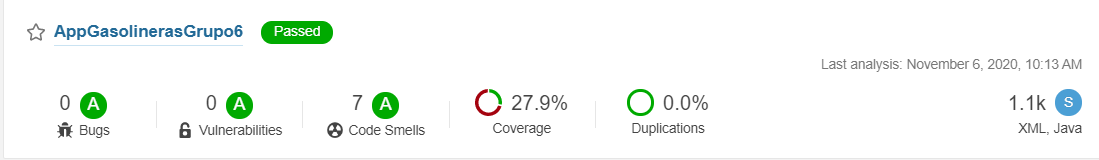 AppGasolinerasGrupo6 Passed
Last analysis: November 6, 2020, 10:13 AM
0 A 0 A 7 A 27.9% 0.0% 1.1k S
Bugs Vulnerabilities Code Smells Coverage Duplications XML, Java